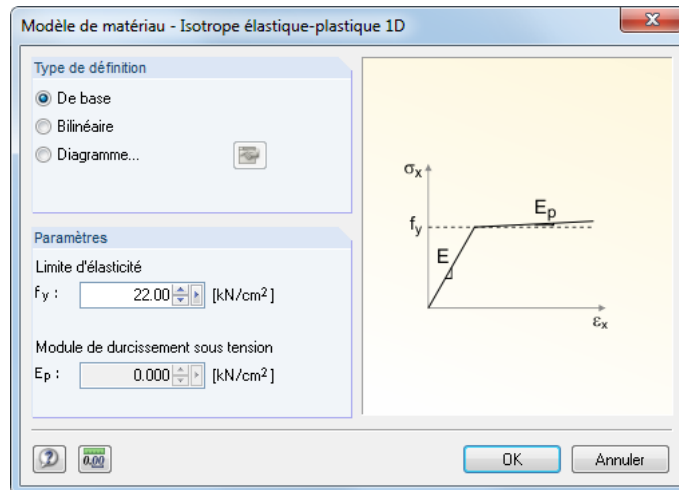 Modèle de matériau - Isotrope élastique-plastique 1D
Type de définition
De base
Bilinéaire
Diagramme...
Paramètres
Limite d'élasticité
fy : 22.00 [kN/cm²]
Module de durcissement sous tension
Ep : 0.000 [kN/cm²]
σx
fy
E
Ep
εx
0.00
OK
Annuler